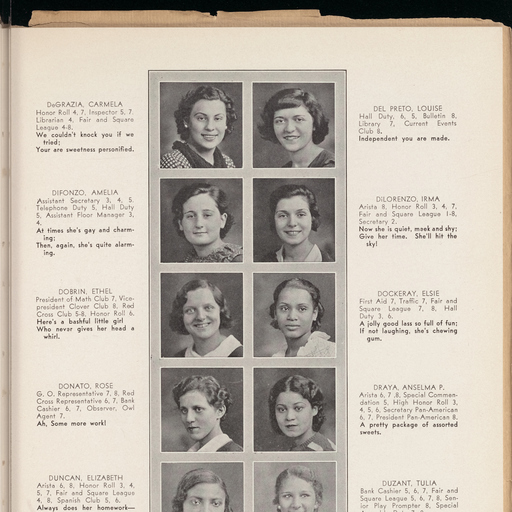 DeGRAZIA, CARMELA
Honor Roll 4, 7, Inspector 5, 7,
Librarian 4, Fair and Square
League 4-8.
We couldn't knock you if we
tried;
Your are sweetness personified.
DIFONZO, AMELIA
Assistant Secretary 3, 4, 5,
Telephone Duty 5, Hall Duty
5, Assistant Floor Manager 3,
4.
At times she's gay and charm-
ing;
Then, again, she's quite alarm-
ing.
DOBRIN, ETHEL
President of Math Club 7, Vice-
president Clover Club 8, Red
Cross Club 5-8, Honor Roll 6.
Here's a bashful little girl
Who never gives her head a
whirl.
DONATO, ROSE
G. O. Representative 7, 8, Red
Cross Representative 6, 7, Bank
Cashier 6, 7, Observer, Owl
Agent 7.
Ah, Some more work!
DUNCAN, ELIZABETH
Arista 6, 8, Honor Roll 3, 4,
5, 7, Fair and Square League
4, 8, Spanish Club 5, 6.
Always does her homework—
DEL PRETO, LOUISE
Hall Duty, 6, 5, Bulletin 8,
Library 7, Current Events
Club 8.
Independent you are made.
DILORENZO, IRMA
Arista 8, Honor Roll 3, 4, 7,
Fair and Square League 1-8,
Secretary 2.
Now she is quiet, meek and shy;
Give her time. She'll hit the
sky!
DOCKERAY, ELSIE
First Aid 7, Traffic 7, Fair and
Square League 7, 8, Hall
Duty 3, 6.
A jolly good lass so full of fun;
If not laughing, she's chewing
gum.
DRAYA, ANSELMA P.
Arista 6, 7 ,8, Special Commen-
dation 5, High Honor Roll 3,
4, 5, 6, Secretary Pan-American
6, 7, President Pan-American 8.
A pretty package of assorted
sweets.
DUZANT, TULIA
Bank Cashier 5, 6, 7, Fair and
Square League 5, 6, 7, 8, Sen-
ior Play Prompter 8, Special